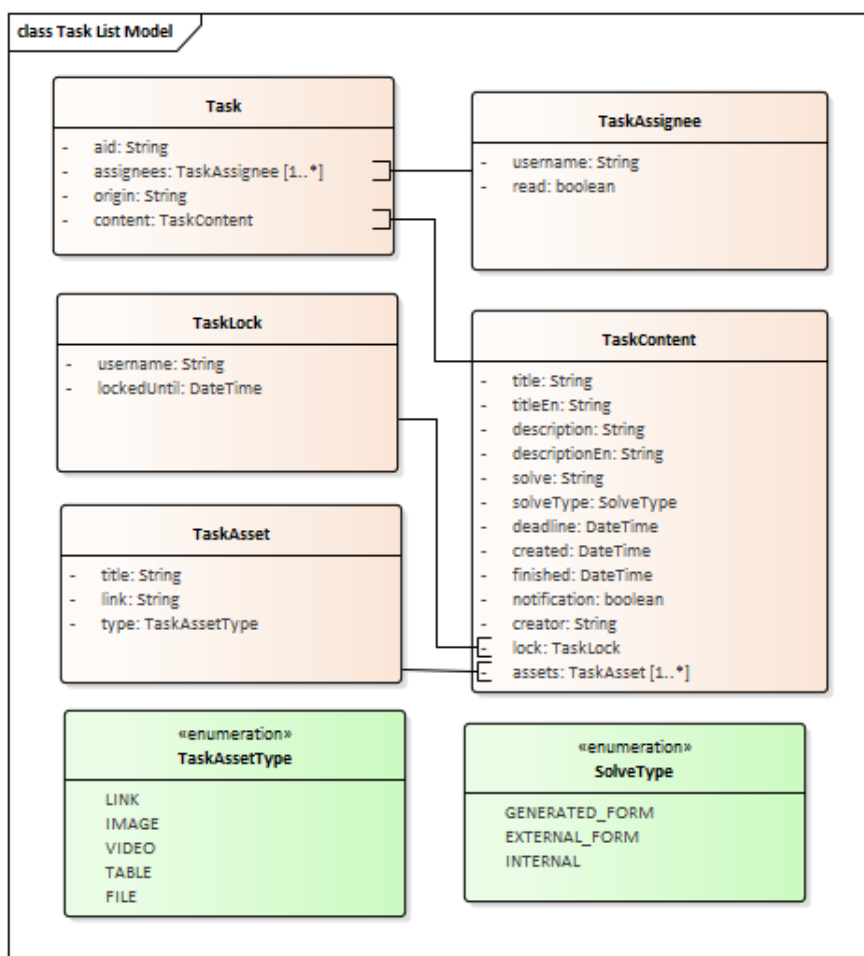 class Task List Model
Task
- aid: String
- assignees: TaskAssignee [1..*]
- origin: String
- content: TaskContent
TaskAssignee
- username: String
- read: boolean
TaskLock
- username: String
- lockedUntil: DateTime
TaskContent
- title: String
- titleEn: String
- description: String
- descriptionEn: String
- solve: String
- solveType: SolveType
- deadline: DateTime
- created: DateTime
- finished: DateTime
- notification: boolean
- creator: String
- lock: TaskLock
- assets: TaskAsset [1..*]
TaskAsset
- title: String
- link: String
- type: TaskAssetType
«enumeration»
TaskAssetType
LINK
IMAGE
VIDEO
TABLE
FILE
«enumeration»
SolveType
GENERATED_FORM
EXTERNAL_FORM
INTERNAL